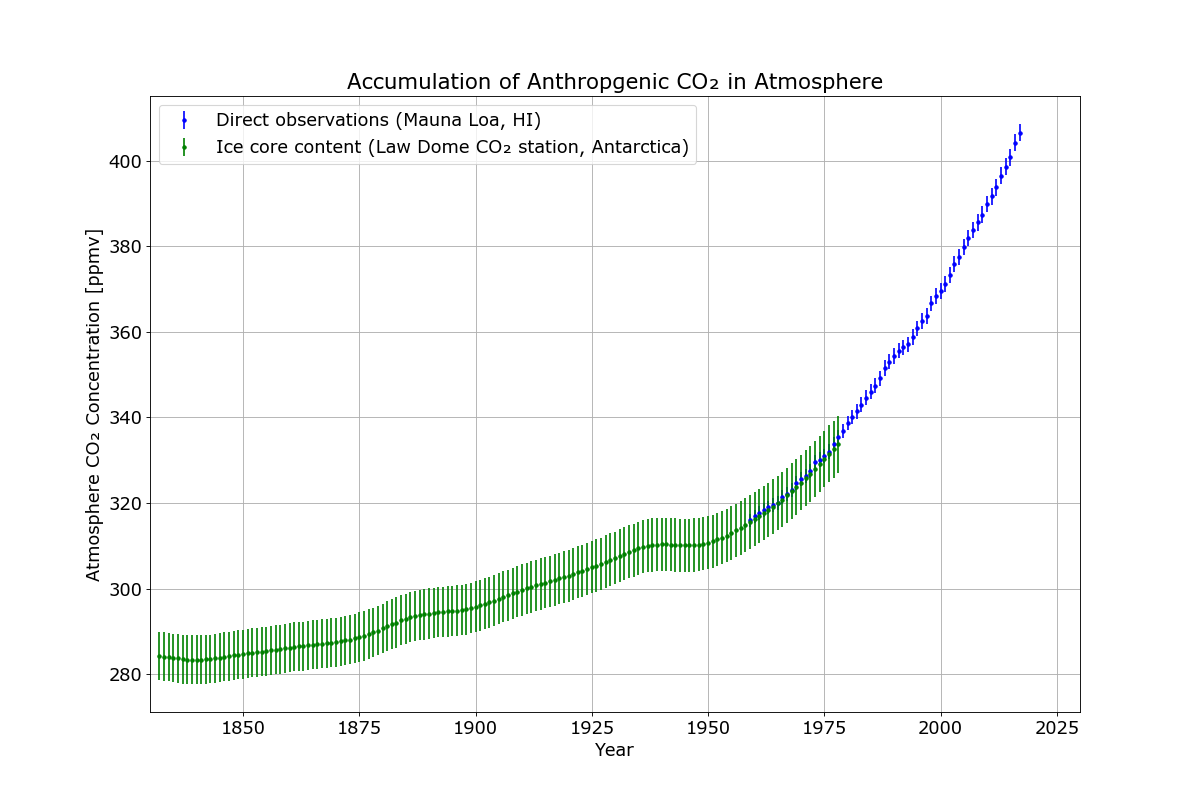 Accumulation of Anthropgenic CO₂ in Atmosphere
Direct observations (Mauna Loa, HI)
Ice core content (Law Dome CO₂ station, Antarctica)
Atmosphere CO₂ Concentration [ppmv]
400
380
360
340
320
300
280
1850 1875 1900 1925 1950 1975 2000 2025
Year